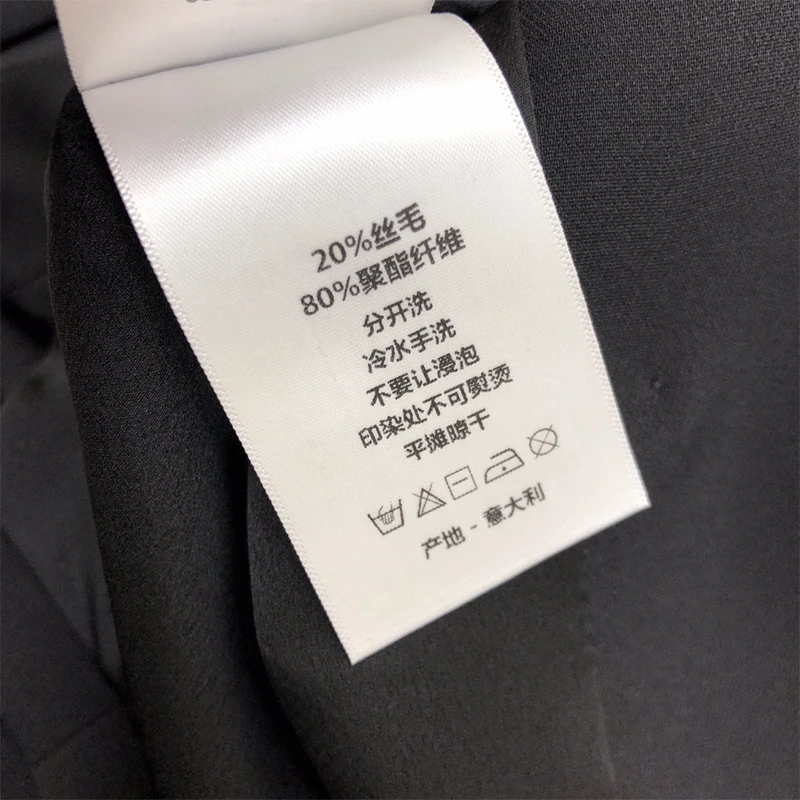 20%丝毛
80%聚酯纤维
分开洗
冷水手洗
不要让浸泡
印染处不可熨烫
平摊晾干
产地 - 意大利